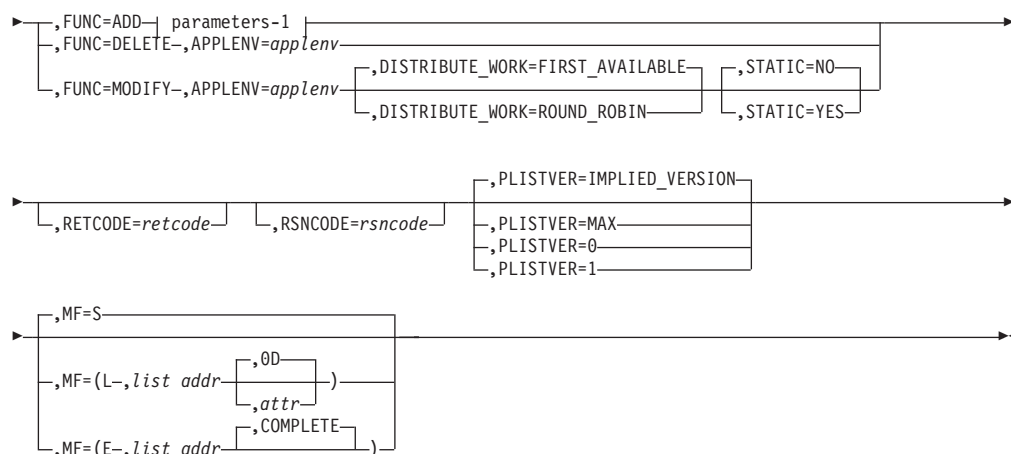 ,FUNC=ADD parameters-1
,FUNC=DELETE ,APPLENV=applenv
,DISTRIBUTE_WORK=FIRST_AVAILABLE ,STATIC=NO
,FUNC=MODIFY ,APPLENV=applenv
,DISTRIBUTE_WORK=ROUND_ROBIN ,STATIC=YES
,PLISTVER=IMPLIED_VERSION
,RETCODE=retcode ,RSNCODE=rsncode ,PLISTVER=MAX
,PLISTVER=0
,PLISTVER=1
,MF=S
,0D
,MF=(L ,list addr )
,attr
,COMPLETE
,MF=(E ,list addr )